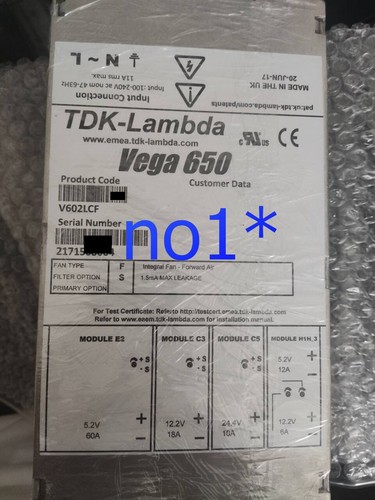 Input Connection
Input: 100-240V ac nom 47-63Hz
11A rms max.
N ~ L
MADE IN THE UK
20-JUN-17
pat:uk.tdk-lambda.com/patents
TDK-Lambda
www.emea.tdk-lambda.com
c RU us CE
Vega 650
Product Code
Customer Data
V602LCF
Serial Number
no1*
FAN TYPE F Integral Fan - Forward Air
FILTER OPTION S 1.5mA MAX LEAKAGE
PRIMARY OPTION
For Test Certificate: Refer to http://testcert.emea.tdk-lambda.com
Refer to www.emea.tdk-lambda.com for installation manual.
MODULE E2
MODULE C3
MODULE C5
MODULE H1H_3
+ S
- S
+ S
- S
+ S
- S
5.2V
12A
5.2V
60A
+
−
12.2V
18A
+
−
24.4V
10A
+
−
12.2V
6A
+
−